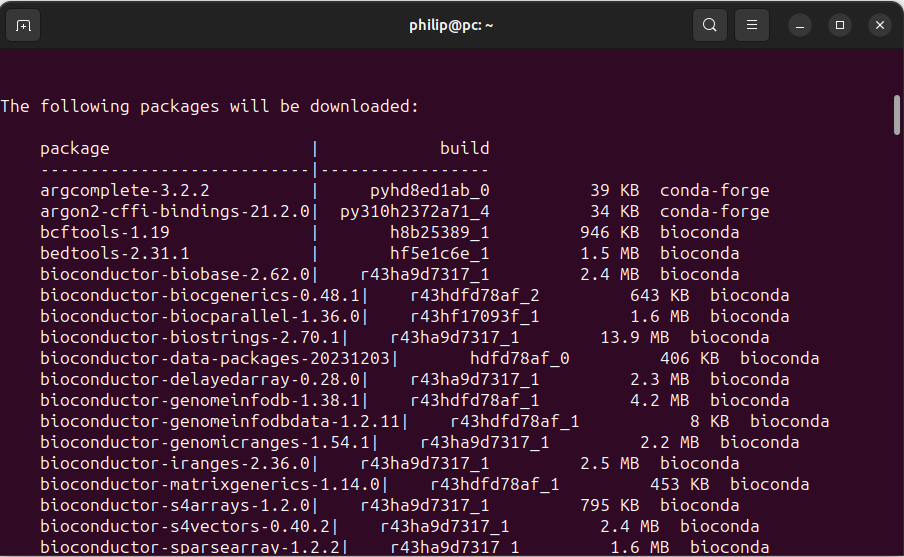 philip@pc: ~
The following packages will be downloaded:
    package                    |            build
    ---------------------------|-----------------
    argcomplete-3.2.2          |     pyhd8ed1ab_0          39 KB  conda-forge
    argon2-cffi-bindings-21.2.0|  py310h2372a71_4          34 KB  conda-forge
    bcftools-1.19              |       h8b25389_1         946 KB  bioconda
    bedtools-2.31.1            |       hf5e1c6e_1         1.5 MB  bioconda
    bioconductor-biobase-2.62.0|    r43ha9d7317_1         2.4 MB  bioconda
    bioconductor-biocgenerics-0.48.1|    r43hdfd78af_2         643 KB  bioconda
    bioconductor-biocparallel-1.36.0|    r43hf17093f_1         1.6 MB  bioconda
    bioconductor-biostrings-2.70.1|    r43ha9d7317_1        13.9 MB  bioconda
    bioconductor-data-packages-20231203|       hdfd78af_0         406 KB  bioconda
    bioconductor-delayedarray-0.28.0|    r43ha9d7317_1         2.3 MB  bioconda
    bioconductor-genomeinfodb-1.38.1|    r43hdfd78af_1         4.2 MB  bioconda
    bioconductor-genomeinfodbdata-1.2.11|    r43hdfd78af_1           8 KB  bioconda
    bioconductor-genomicranges-1.54.1|    r43ha9d7317_1         2.2 MB  bioconda
    bioconductor-iranges-2.36.0|    r43ha9d7317_1         2.5 MB  bioconda
    bioconductor-matrixgenerics-1.14.0|    r43hdfd78af_1         453 KB  bioconda
    bioconductor-s4arrays-1.2.0|    r43ha9d7317_1         795 KB  bioconda
    bioconductor-s4vectors-0.40.2|    r43ha9d7317_1         2.4 MB  bioconda
    bioconductor-sparsearray-1.2.2|    r43ha9d7317_1         1.6 MB  bioconda